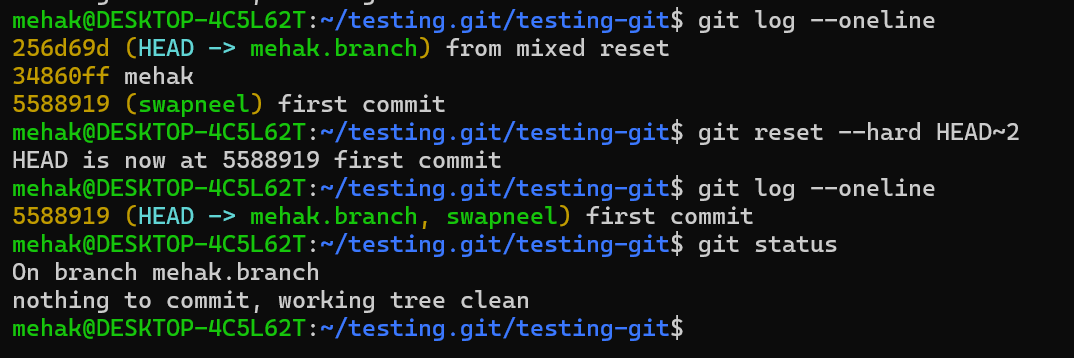 mehak@DESKTOP-4C5L62T:~/testing.git/testing-git$ git log --oneline
256d69d (HEAD -> mehak.branch) from mixed reset
34860ff mehak
5588919 (swapneel) first commit
mehak@DESKTOP-4C5L62T:~/testing.git/testing-git$ git reset --hard HEAD~2
HEAD is now at 5588919 first commit
mehak@DESKTOP-4C5L62T:~/testing.git/testing-git$ git log --oneline
5588919 (HEAD -> mehak.branch, swapneel) first commit
mehak@DESKTOP-4C5L62T:~/testing.git/testing-git$ git status
On branch mehak.branch
nothing to commit, working tree clean
mehak@DESKTOP-4C5L62T:~/testing.git/testing-git$